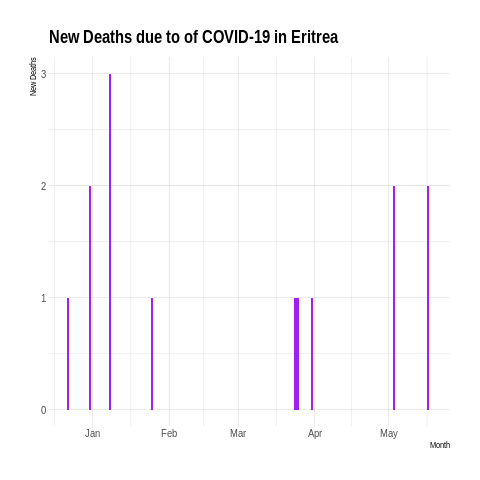 New Deaths due to of COVID-19 in Eritrea
New Deaths
3
2
1
0
Jan Feb Mar Apr May
Month